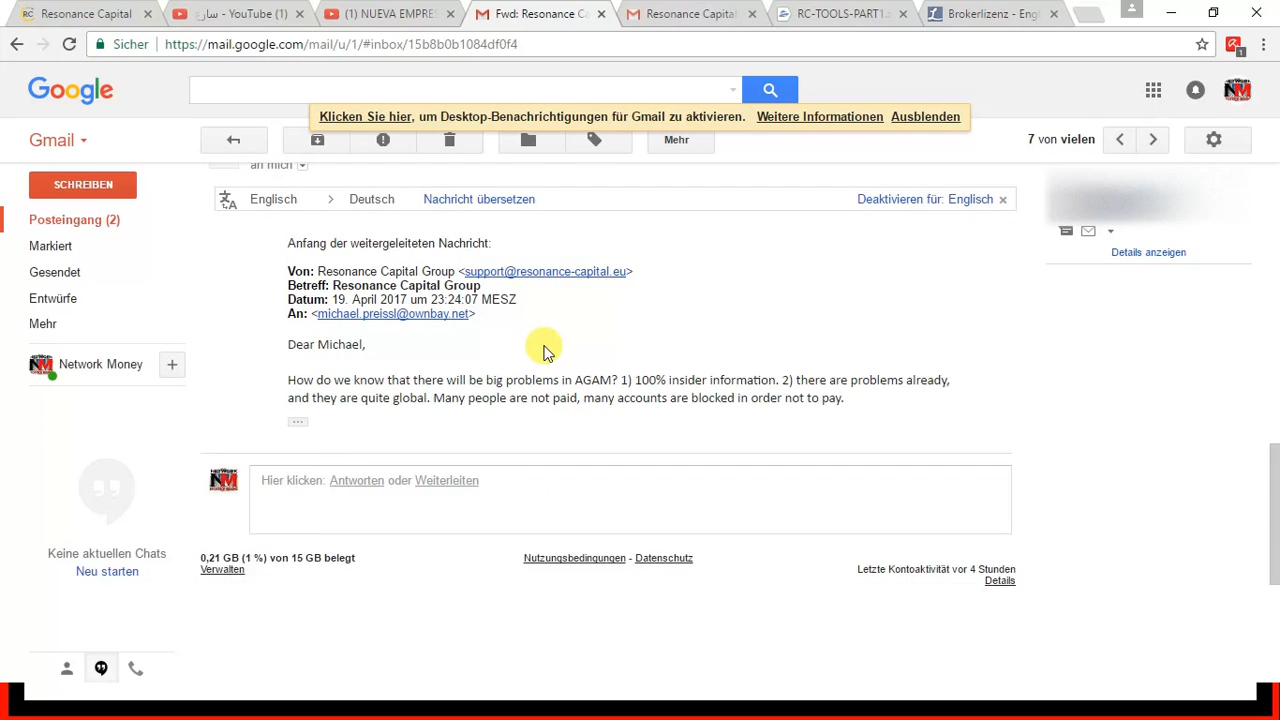 Resonance Capital
سارع - YouTube
(1) NUEVA EMPRES
Fwd: Resonance C
Resonance Capital
RC-TOOLS-PART1.
Brokerlizenz - Engl
Sicher
https://mail.google.com/mail/u/1/#inbox/15b8b0b1084df0f4
1
Google
Klicken Sie hier, um Desktop-Benachrichtigungen für Gmail zu aktivieren. Weitere Informationen Ausblenden
Gmail
Mehr
7 von vielen
an mich
SCHREIBEN
Englisch
Deutsch
Nachricht übersetzen
Deaktivieren für: Englisch
Posteingang (2)
Markiert
Gesendet
Entwürfe
Mehr
Network Money
Details anzeigen
Anfang der weitergeleiteten Nachricht:
Von: Resonance Capital Group <support@resonance-capital.eu>
Betreff: Resonance Capital Group
Datum: 19. April 2017 um 23:24:07 MESZ
An: <michael.preissl@ownbay.net>
Dear Michael,
How do we know that there will be big problems in AGAM? 1) 100% insider information. 2) there are problems already,
and they are quite global. Many people are not paid, many accounts are blocked in order not to pay.
Hier klicken: Antworten oder Weiterleiten
Keine aktuellen Chats
Neu starten
0,21 GB (1 %) von 15 GB belegt
Verwalten
Nutzungsbedingungen - Datenschutz
Letzte Kontoaktivität vor 4 Stunden
Details